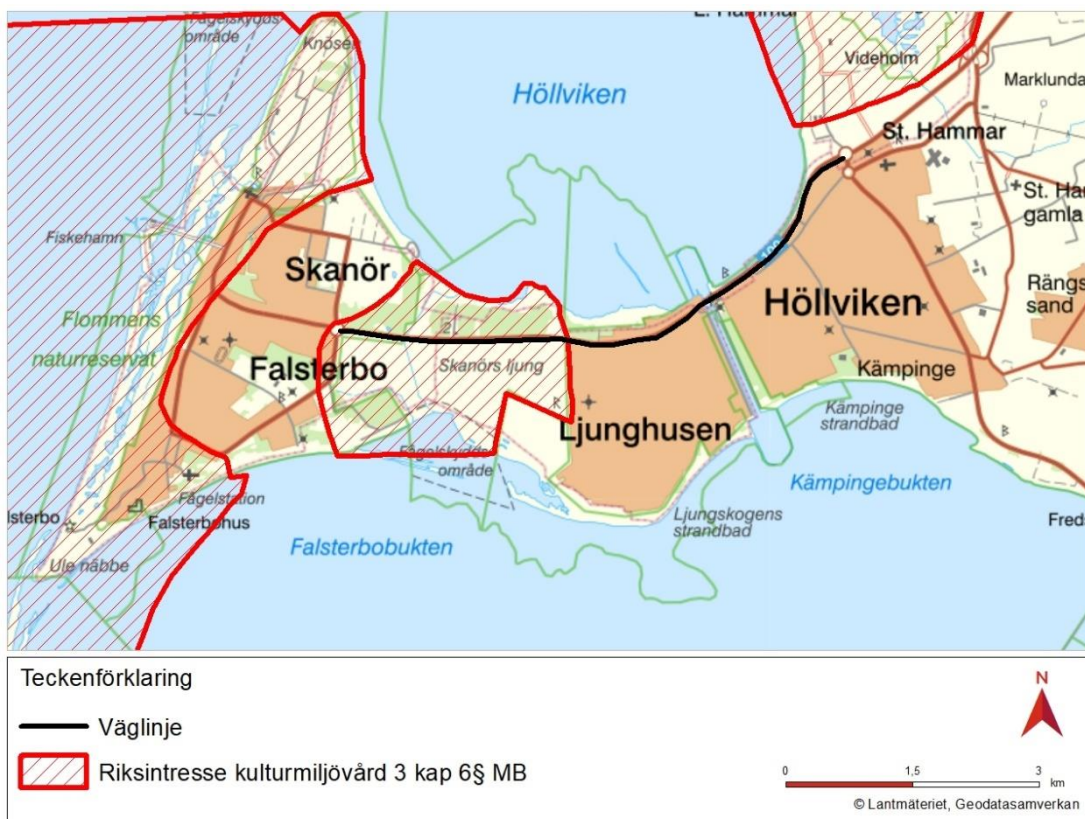 Fågelskydds
område
Knösen
L. Hammar
Videholm
Marklunda
Höllviken
St. Hammar
St. Ha
gamla
Fiskehamn
Skanör
Rängs
sand
Höllviken
Flommens
naturreservat
Falsterbo
Skanörs ljung
Kämpinge
Kämpinge
strandbad
Ljunghusen
Fågelskydds
område
Kämpingebukten
Fågelstation
Ljungskogens
strandbad
Freds
lsterbo
Falsterbohus
Falsterbobukten
Ule näbbe
Teckenförklaring
Väglinje
Riksintresse kulturmiljövård 3 kap 6§ MB
N
0 1,5 3
km
© Lantmäteriet, Geodatasamverkan